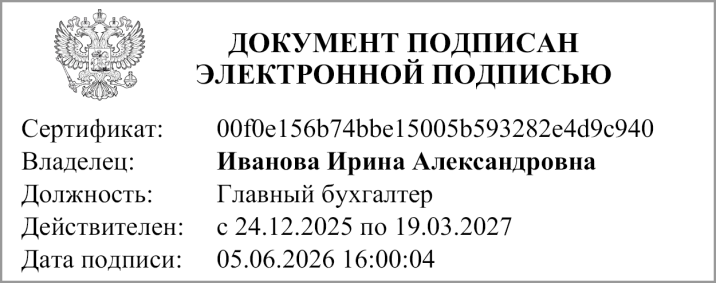 ДОКУМЕНТ ПОДПИСАН
ЭЛЕКТРОННОЙ ПОДПИСЬЮ
Сертификат: 00f0e156b74bbe15005b593282e4d9c940
Владелец: Иванова Ирина Александровна
Должность: Главный бухгалтер
Действителен: с 24.12.2025 по 19.03.2027
Дата подписи: 05.06.2026 16:00:04